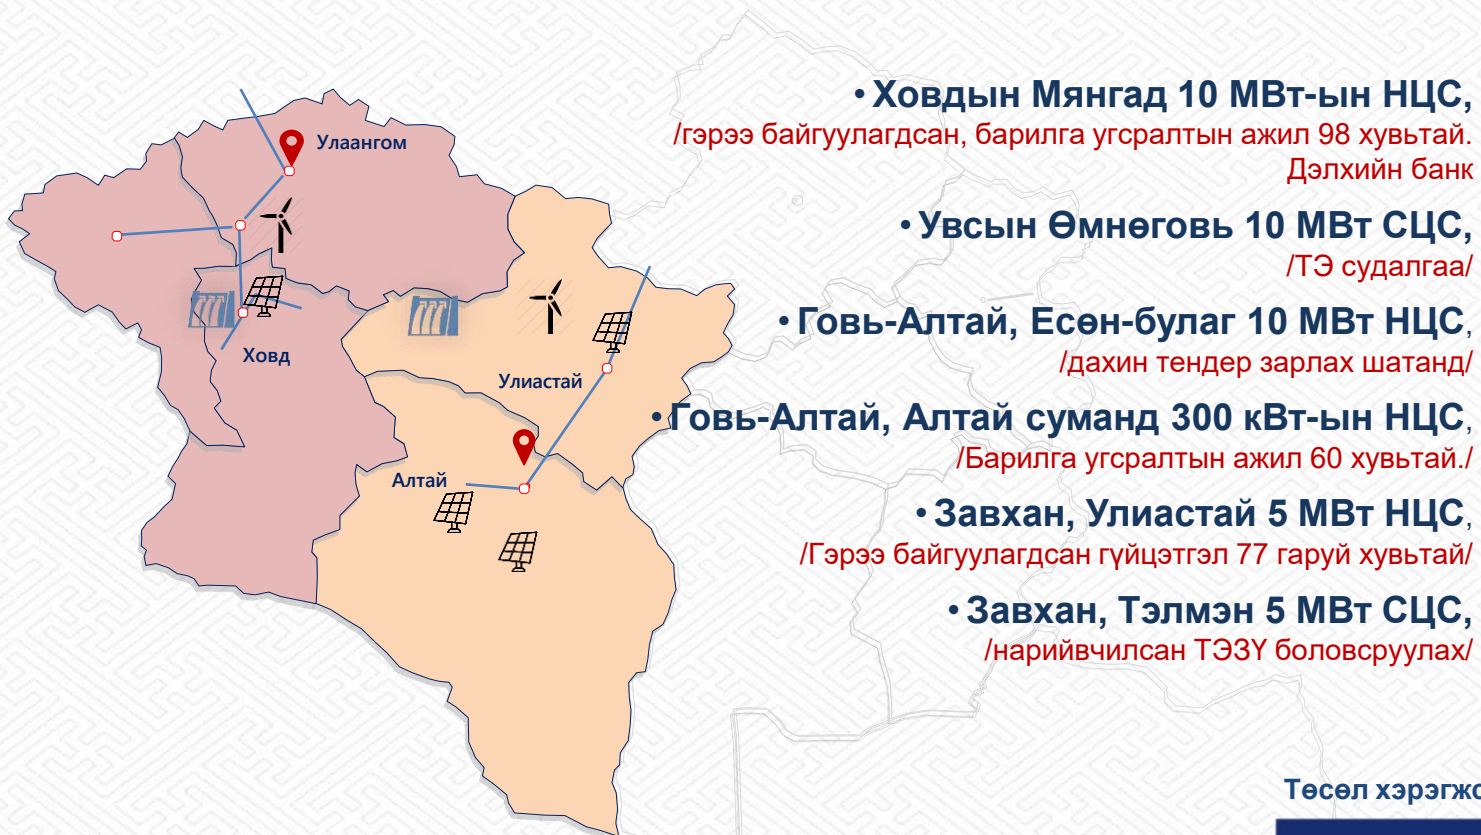 Улаангом
Ховд
Улиастай
Алтай
• Ховдын Мянгад 10 МВт-ын НЦС,
/гэрээ байгуулагдсан, барилга угсралтын ажил 98 хувьтай.
Дэлхийн банк
• Увсын Өмнөговь 10 МВт СЦС,
/ТЭ судалгаа/
• Говь-Алтай, Есөн-булаг 10 МВт НЦС,
/дахин тендер зарлах шатанд/
• Говь-Алтай, Алтай суманд 300 кВт-ын НЦС,
/Барилга угсралтын ажил 60 хувьтай./
• Завхан, Улиастай 5 МВт НЦС,
/Гэрээ байгуулагдсан гүйцэтгэл 77 гаруй хувьтай/
• Завхан, Тэлмэн 5 МВт СЦС,
/нарийвчилсан ТЭЗҮ боловсруулах/
Төсөл